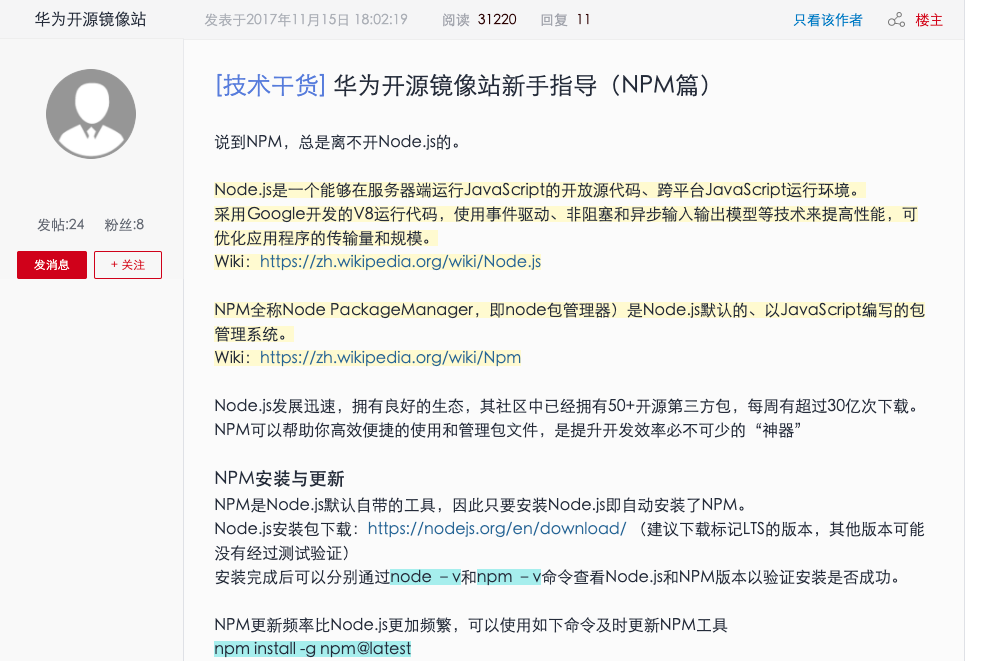 华为开源镜像站 发表于2017年11月15日 18:02:19 阅读 31220 回复 11 只看该作者 楼主
发帖:24 粉丝:8
发消息 + 关注
[技术干货] 华为开源镜像站新手指导（NPM篇）
说到NPM，总是离不开Node.js的。
Node.js是一个能够在服务器端运行JavaScript的开放源代码、跨平台JavaScript运行环境。
采用Google开发的V8运行代码，使用事件驱动、非阻塞和异步输入输出模型等技术来提高性能，可
优化应用程序的传输量和规模。
Wiki：https://zh.wikipedia.org/wiki/Node.js
NPM全称Node PackageManager，即node包管理器）是Node.js默认的、以JavaScript编写的包
管理系统。
Wiki：https://zh.wikipedia.org/wiki/Npm
Node.js发展迅速，拥有良好的生态，其社区中已经拥有50+开源第三方包，每周有超过30亿次下载。
NPM可以帮助你高效便捷的使用和管理包文件，是提升开发效率必不可少的“神器”
NPM安装与更新
NPM是Node.js默认自带的工具，因此只要安装Node.js即自动安装了NPM。
Node.js安装包下载：https://nodejs.org/en/download/ （建议下载标记LTS的版本，其他版本可能
没有经过测试验证）
安装完成后可以分别通过node –v和npm –v命令查看Node.js和NPM版本以验证安装是否成功。
NPM更新频率比Node.js更加频繁，可以使用如下命令及时更新NPM工具
npm install -g npm@latest